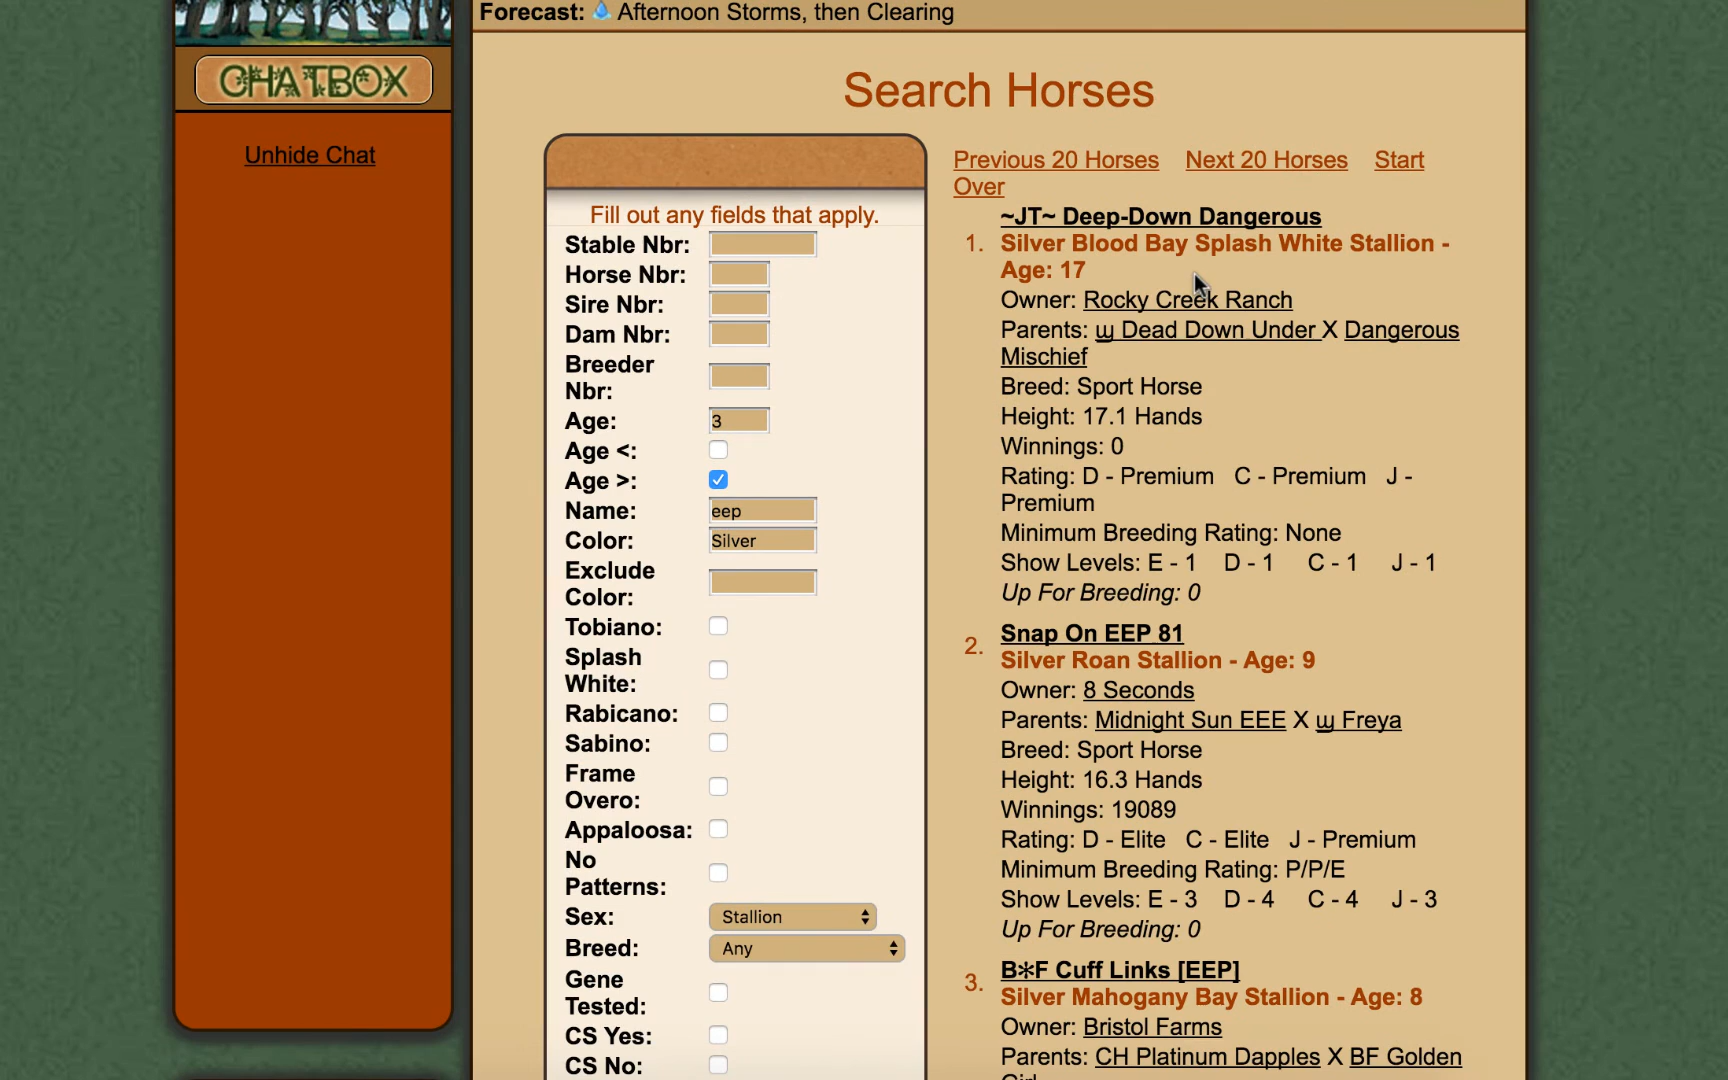 Forecast: Afternoon Storms, then Clearing
CHATBOX
Unhide Chat
Search Horses
Fill out any fields that apply.
Stable Nbr:
Horse Nbr:
Sire Nbr:
Dam Nbr:
Breeder
Nbr:
Age: 3
Age <:
Age >:
Name: eep
Color: Silver
Exclude
Color:
Tobiano:
Splash
White:
Rabicano:
Sabino:
Frame
Overo:
Appaloosa:
No
Patterns:
Sex: Stallion
Breed: Any
Gene
Tested:
CS Yes:
CS No:
Previous 20 Horses Next 20 Horses Start
Over
~JT~ Deep-Down Dangerous
1. Silver Blood Bay Splash White Stallion -
Age: 17
Owner: Rocky Creek Ranch
Parents: ψ Dead Down Under X Dangerous
Mischief
Breed: Sport Horse
Height: 17.1 Hands
Winnings: 0
Rating: D - Premium C - Premium J -
Premium
Minimum Breeding Rating: None
Show Levels: E - 1 D - 1 C - 1 J - 1
Up For Breeding: 0
Snap On EEP 81
2. Silver Roan Stallion - Age: 9
Owner: 8 Seconds
Parents: Midnight Sun EEE X ψ Freya
Breed: Sport Horse
Height: 16.3 Hands
Winnings: 19089
Rating: D - Elite C - Elite J - Premium
Minimum Breeding Rating: P/P/E
Show Levels: E - 3 D - 4 C - 4 J - 3
Up For Breeding: 0
B✻F Cuff Links [EEP]
3. Silver Mahogany Bay Stallion - Age: 8
Owner: Bristol Farms
Parents: CH Platinum Dapples X BF Golden